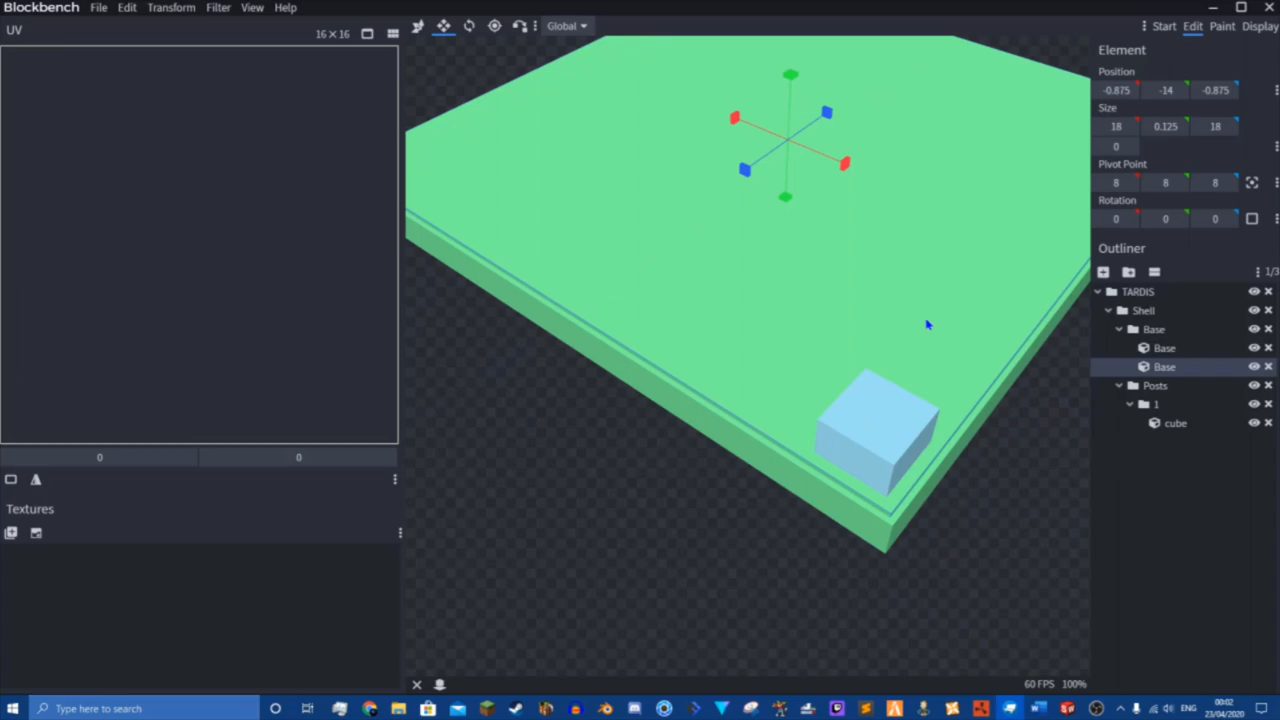 Blockbench File Edit Transform Filter View Help
UV 16×16
Global
Start Edit Paint Display
Element
Position
-0.875 -14 -0.875
Size
18 0.125 18
0
Pivot Point
8 8 8
Rotation
0 0 0
Outliner
1/3
TARDIS
Shell
Base
Base
Base
Posts
1
cube
0 0
Textures
60 FPS 100%
Type here to search
ENG
00:02
23/04/2020